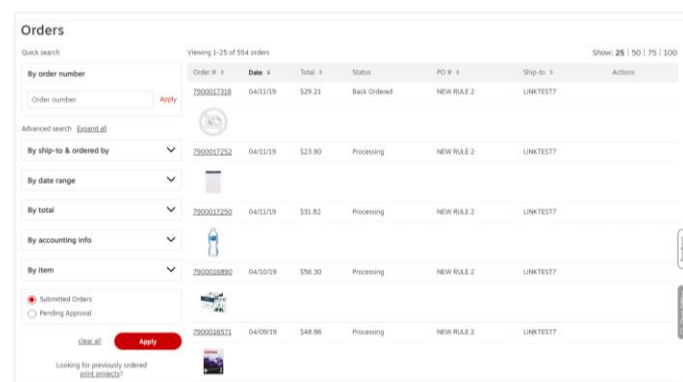 Orders
Quick search
Viewing 1-25 of 554 orders
Show: 25 | 50 | 75 | 100
By order number
Order number
Apply
Advanced search Expand all
By ship-to & ordered by
By date range
By total
By accounting info
By item
Submitted Orders
Pending Approval
clear all
Apply
Looking for previously ordered
print projects?
Order # Date Total Status PO # Ship-to Actions
7900017318 04/11/19 $29.21 Back Ordered NEW RULE 2 LINKTEST7
7900017252 04/11/19 $23.80 Processing NEW RULE 2 LINKTEST7
7900017250 04/11/19 $31.82 Processing NEW RULE 2 LINKTEST7
7900016890 04/10/19 $56.30 Processing NEW RULE 2 LINKTEST7
7900016571 04/09/19 $48.86 Processing NEW RULE 2 LINKTEST7